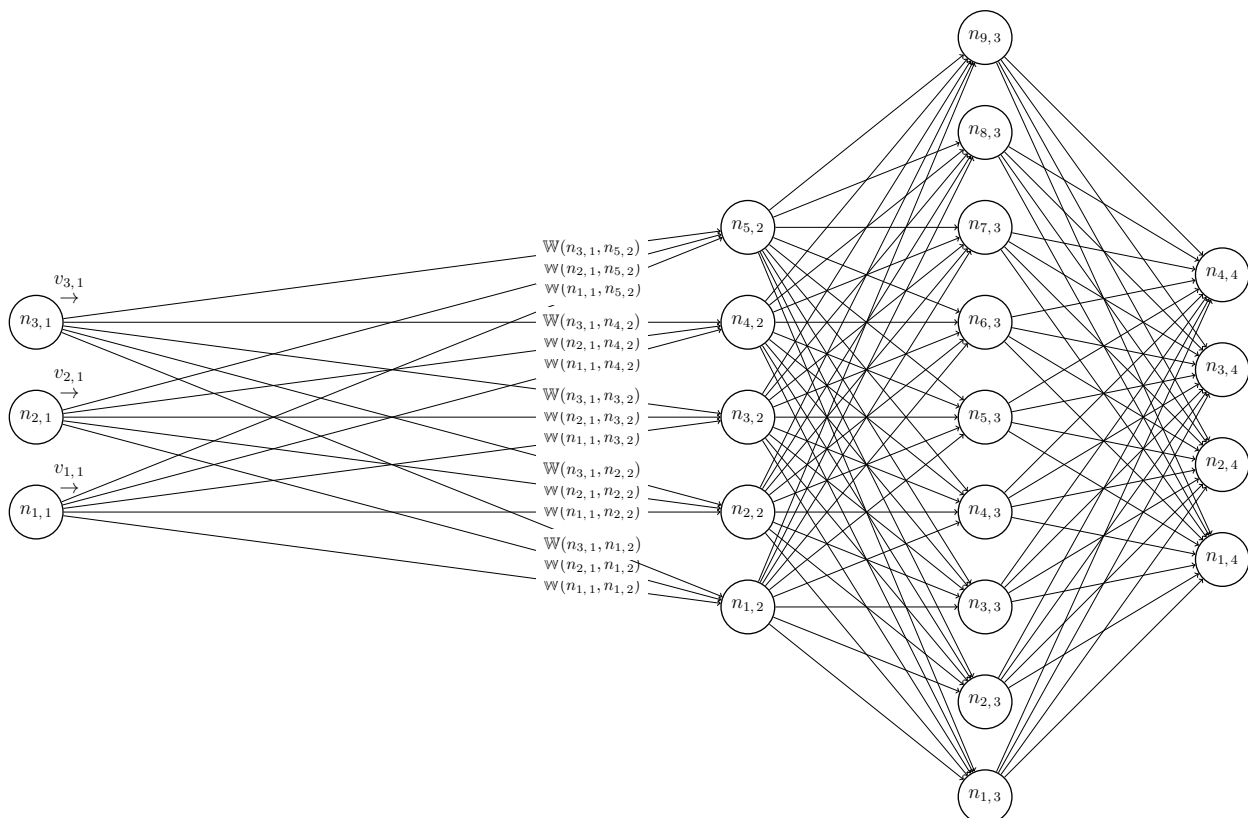 n_{9,3}
n_{8,3}
n_{5,2}
n_{7,3}
𝕎(n_{3,1}, n_{5,2})
𝕎(n_{2,1}, n_{5,2})
𝕎(n_{1,1}, n_{5,2})
n_{4,4}
v_{3,1}
n_{3,1}
𝕎(n_{3,1}, n_{4,2})
𝕎(n_{2,1}, n_{4,2})
𝕎(n_{1,1}, n_{4,2})
n_{4,2}
n_{6,3}
n_{3,4}
v_{2,1}
n_{2,1}
𝕎(n_{3,1}, n_{3,2})
𝕎(n_{2,1}, n_{3,2})
𝕎(n_{1,1}, n_{3,2})
n_{3,2}
n_{5,3}
n_{2,4}
v_{1,1}
n_{1,1}
𝕎(n_{3,1}, n_{2,2})
𝕎(n_{2,1}, n_{2,2})
𝕎(n_{1,1}, n_{2,2})
n_{2,2}
n_{4,3}
n_{1,4}
𝕎(n_{3,1}, n_{1,2})
𝕎(n_{2,1}, n_{1,2})
𝕎(n_{1,1}, n_{1,2})
n_{1,2}
n_{3,3}
n_{2,3}
n_{1,3}